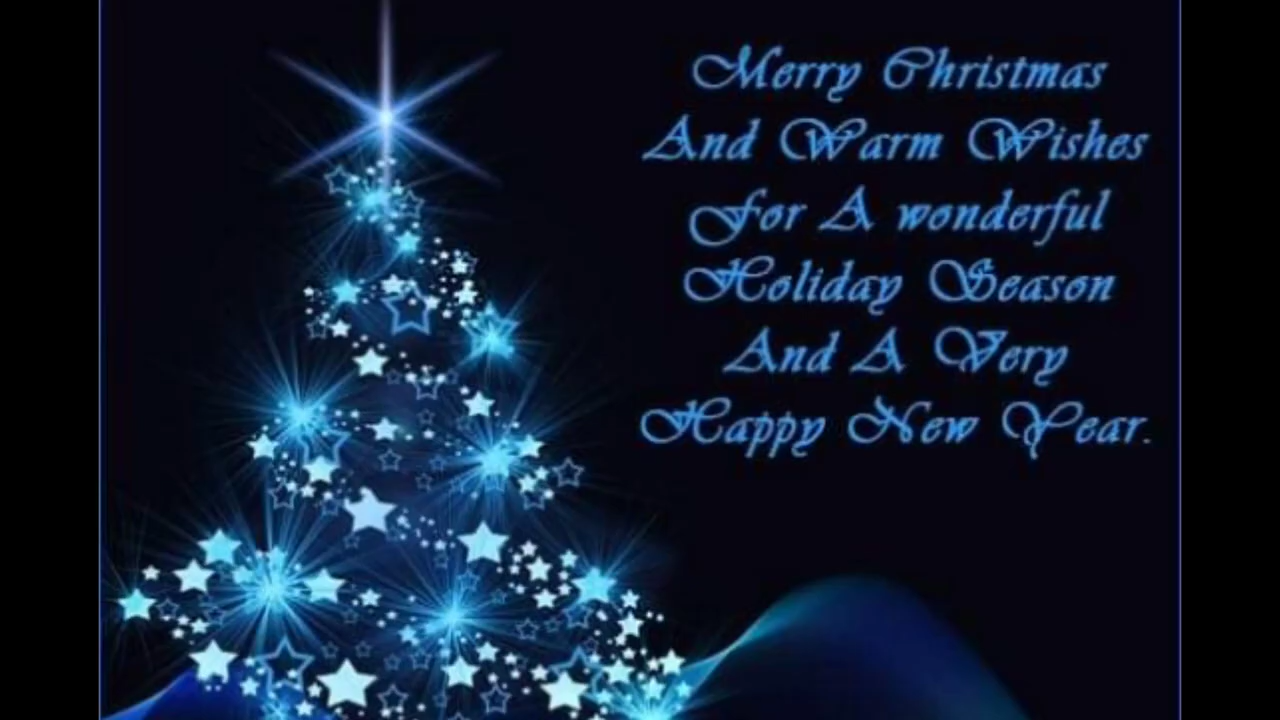 Merry Christmas
And Warm Wishes
For A wonderful
Holiday Season
And A Very
Happy New Year.